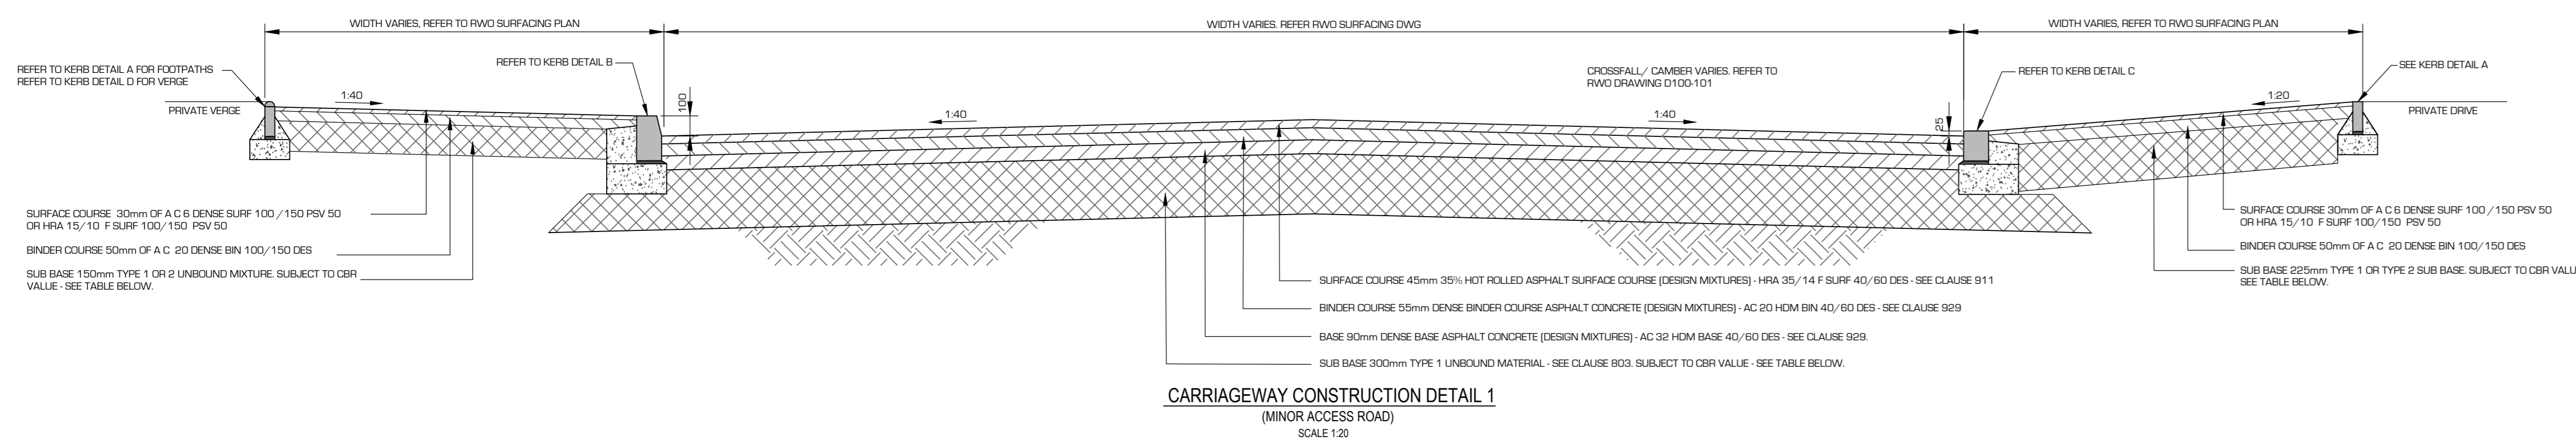 WIDTH VARIES, REFER TO RWO SURFACING PLAN
WIDTH VARIES. REFER RWO SURFACING DWG
WIDTH VARIES, REFER TO RWO SURFACING PLAN
REFER TO KERB DETAIL A FOR FOOTPATHS
REFER TO KERB DETAIL D FOR VERGE
REFER TO KERB DETAIL B
CROSSFALL/ CAMBER VARIES. REFER TO
RWO DRAWING D100-101
REFER TO KERB DETAIL C
SEE KERB DETAIL A
PRIVATE VERGE
1:40
100
1:40
1:40
25
1:20
PRIVATE DRIVE
SURFACE COURSE 30mm OF A C 6 DENSE SURF 100 /150 PSV 50
OR HRA 15/10 F SURF 100/150 PSV 50
BINDER COURSE 50mm OF A C 20 DENSE BIN 100/150 DES
SUB BASE 150mm TYPE 1 OR 2 UNBOUND MIXTURE. SUBJECT TO CBR
VALUE - SEE TABLE BELOW.
SURFACE COURSE 45mm 35% HOT ROLLED ASPHALT SURFACE COURSE (DESIGN MIXTURES) - HRA 35/14 F SURF 40/60 DES - SEE CLAUSE 911
BINDER COURSE 55mm DENSE BINDER COURSE ASPHALT CONCRETE (DESIGN MIXTURES) - AC 20 HDM BIN 40/60 DES - SEE CLAUSE 929
BASE 90mm DENSE BASE ASPHALT CONCRETE (DESIGN MIXTURES) - AC 32 HDM BASE 40/60 DES - SEE CLAUSE 929.
SUB BASE 300mm TYPE 1 UNBOUND MATERIAL - SEE CLAUSE 803. SUBJECT TO CBR VALUE - SEE TABLE BELOW.
SURFACE COURSE 30mm OF A C 6 DENSE SURF 100 /150 PSV 50
OR HRA 15/10 F SURF 100/150 PSV 50
BINDER COURSE 50mm OF A C 20 DENSE BIN 100/150 DES
SUB BASE 225mm TYPE 1 OR TYPE 2 SUB BASE. SUBJECT TO CBR VALU
SEE TABLE BELOW.
CARRIAGEWAY CONSTRUCTION DETAIL 1
(MINOR ACCESS ROAD)
SCALE 1:20